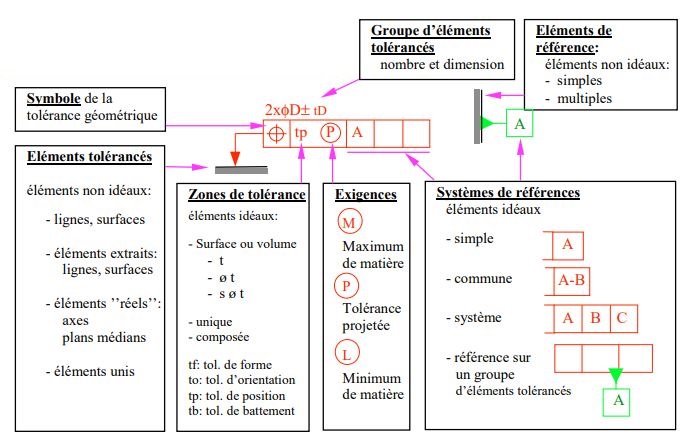 Groupe d'éléments
tolérancés
nombre et dimension
Eléments de
référence:
éléments non idéaux:
- simples
- multiples
Symbole de la
tolérance géométrique
2xϕD± tD
tp P A
A
Eléments tolérancés
éléments non idéaux:
- lignes, surfaces
- éléments extraits:
lignes, surfaces
- éléments ’’réels’’:
axes
plans médians
- éléments unis
Zones de tolérance
éléments idéaux:
- Surface ou volume
- t
- ø t
- s ø t
- unique
- composée
tf: tol. de forme
to: tol. d'orientation
tp: tol. de position
tb: tol. de battement
Exigences
M
Maximum
de matière
P
Tolérance
projetée
L
Minimum
de matière
Systèmes de références
éléments idéaux
- simple A
- commune A-B
- système A B C
- référence sur
un groupe
d'éléments tolérancés
A